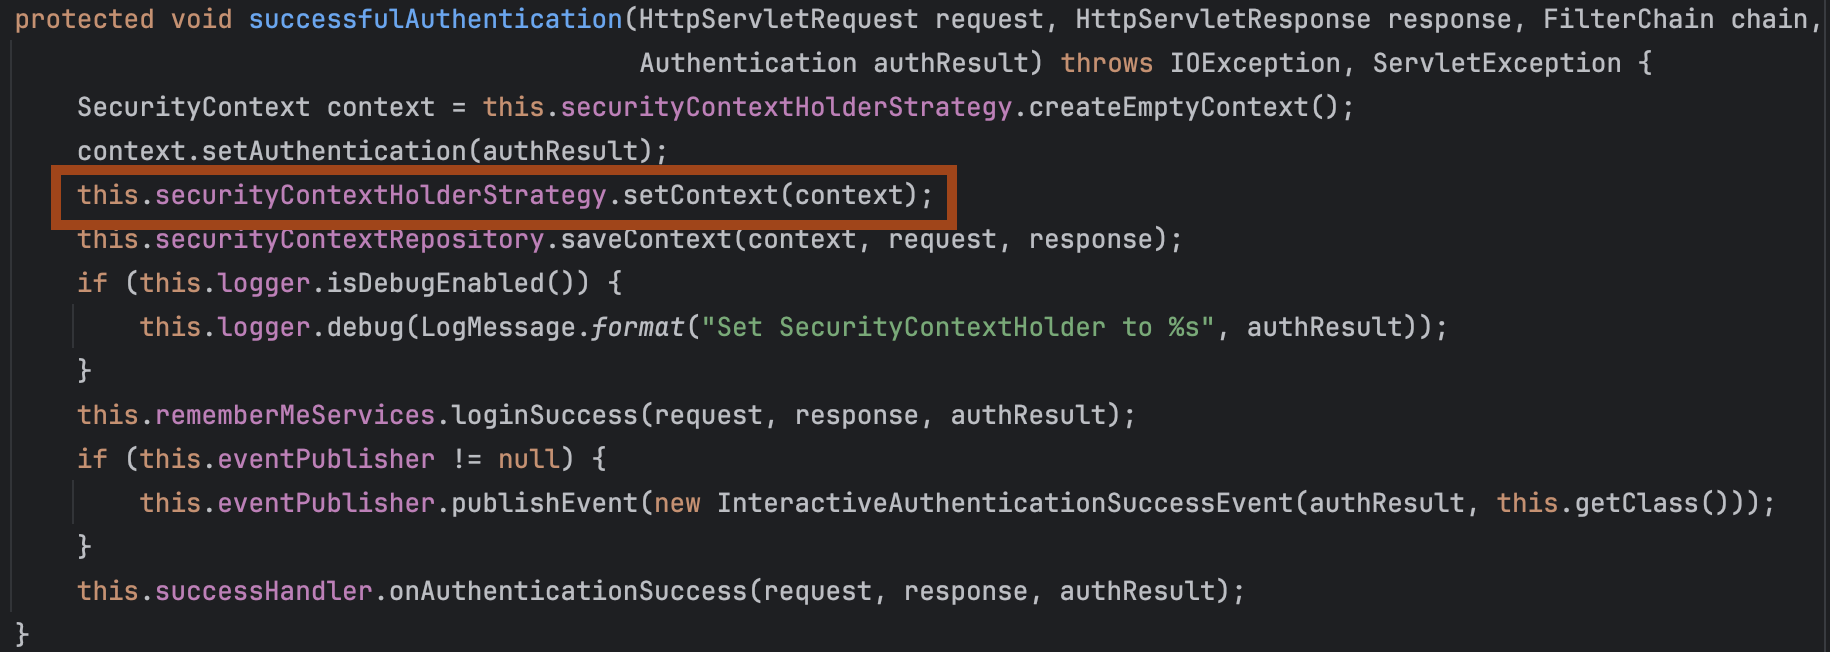 protected void successfulAuthentication(HttpServletRequest request, HttpServletResponse response, FilterChain chain,
Authentication authResult) throws IOException, ServletException {
SecurityContext context = this.securityContextHolderStrategy.createEmptyContext();
context.setAuthentication(authResult);
this.securityContextHolderStrategy.setContext(context);
this.securityContextRepository.saveContext(context, request, response);
if (this.logger.isDebugEnabled()) {
this.logger.debug(LogMessage.format("Set SecurityContextHolder to %s", authResult));
}
this.rememberMeServices.loginSuccess(request, response, authResult);
if (this.eventPublisher != null) {
this.eventPublisher.publishEvent(new InteractiveAuthenticationSuccessEvent(authResult, this.getClass()));
}
this.successHandler.onAuthenticationSuccess(request, response, authResult);
}